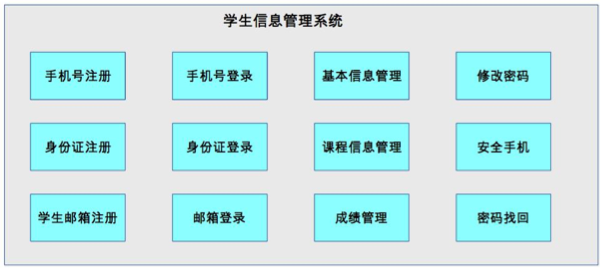 学生信息管理系统
手机号注册
手机号登录
基本信息管理
修改密码
身份证注册
身份证登录
课程信息管理
安全手机
学生邮箱注册
邮箱登录
成绩管理
密码找回